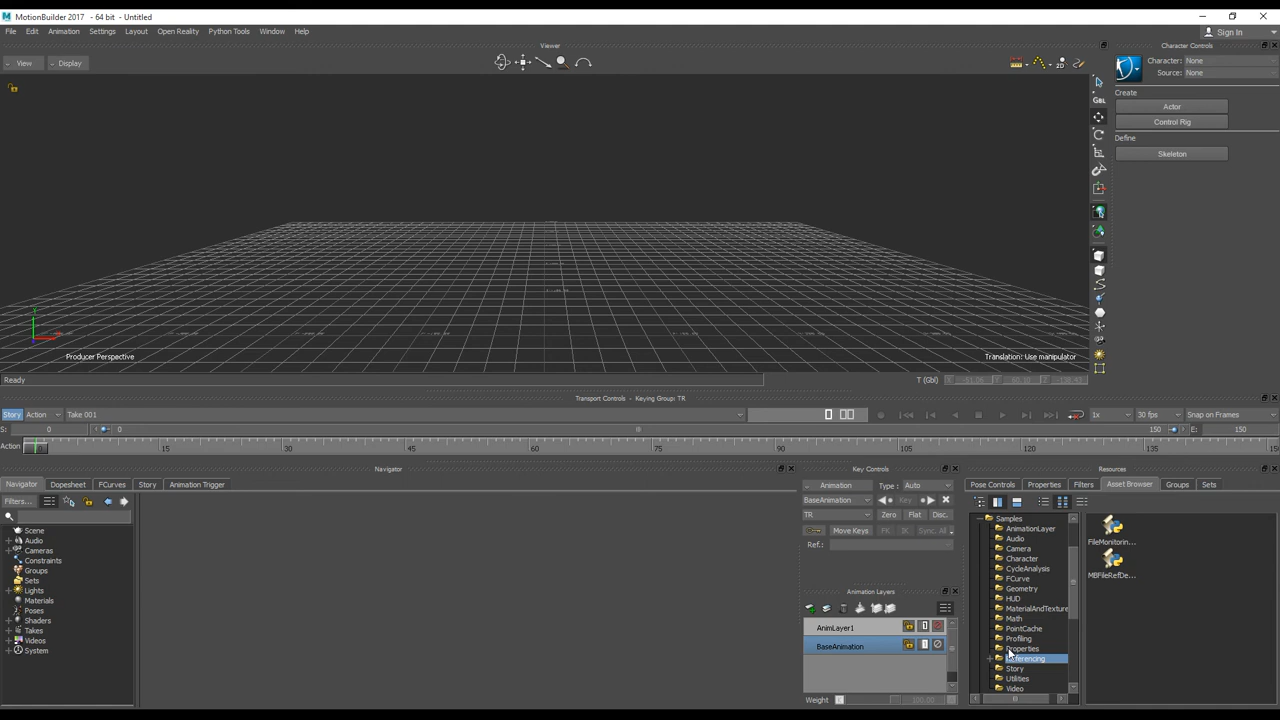 MotionBuilder 2017 - 64 bit - Untitled
File Edit Animation Settings Layout Open Reality Python Tools Window Help
Sign In
Viewer
Character Controls
View Display
2D
Character: None
Source: None
Create
Actor
Control Rig
Define
Skeleton
GBL
Producer Perspective
Translation: Use manipulator
Ready
T (Gbl)
Transport Controls - Keying Group: TR
Story Action Take 001
1x 30 fps Snap on Frames
S: 0 0 150 E: 150
Action 15 30 45 60 75 90 105 120 135 150
Navigator
Key Controls
Resources
Navigator Dopesheet FCurves Story Animation Trigger
Animation Type: Auto
Pose Controls Properties Filters Asset Browser Groups Sets
Filters...
BaseAnimation Key
TR Zero Flat Disc.
Move Keys FK IK Sync. All
Ref.:
Scene
Audio
Cameras
Constraints
Groups
Sets
Lights
Materials
Poses
Shaders
Takes
Videos
System
Animation Layers
AnimLayer1
BaseAnimation
Weight 100.00
Samples
AnimationLayer
Audio
Camera
Character
CycleAnalysis
FCurve
Geometry
HUD
MaterialAndTexture
Math
PointCache
Profiling
Properties
Referencing
Story
Utilities
Video
FileMonitorin...
MBFileRefDe...